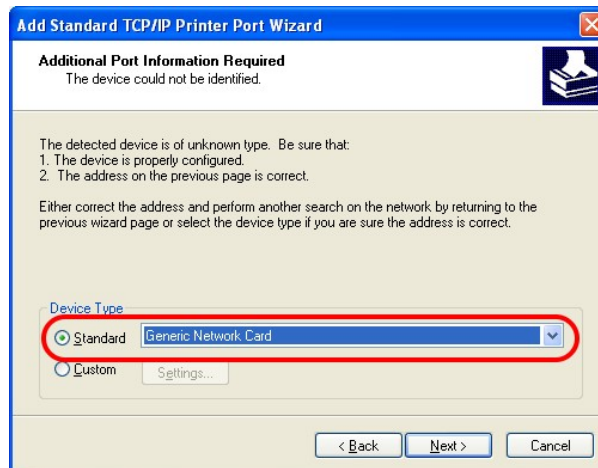 Add Standard TCP/IP Printer Port Wizard
Additional Port Information Required
The device could not be identified.
The detected device is of unknown type. Be sure that:
1. The device is properly configured.
2. The address on the previous page is correct.
Either correct the address and perform another search on the network by returning to the
previous wizard page or select the device type if you are sure the address is correct.
Device Type
Standard Generic Network Card
Custom Settings...
< Back Next > Cancel